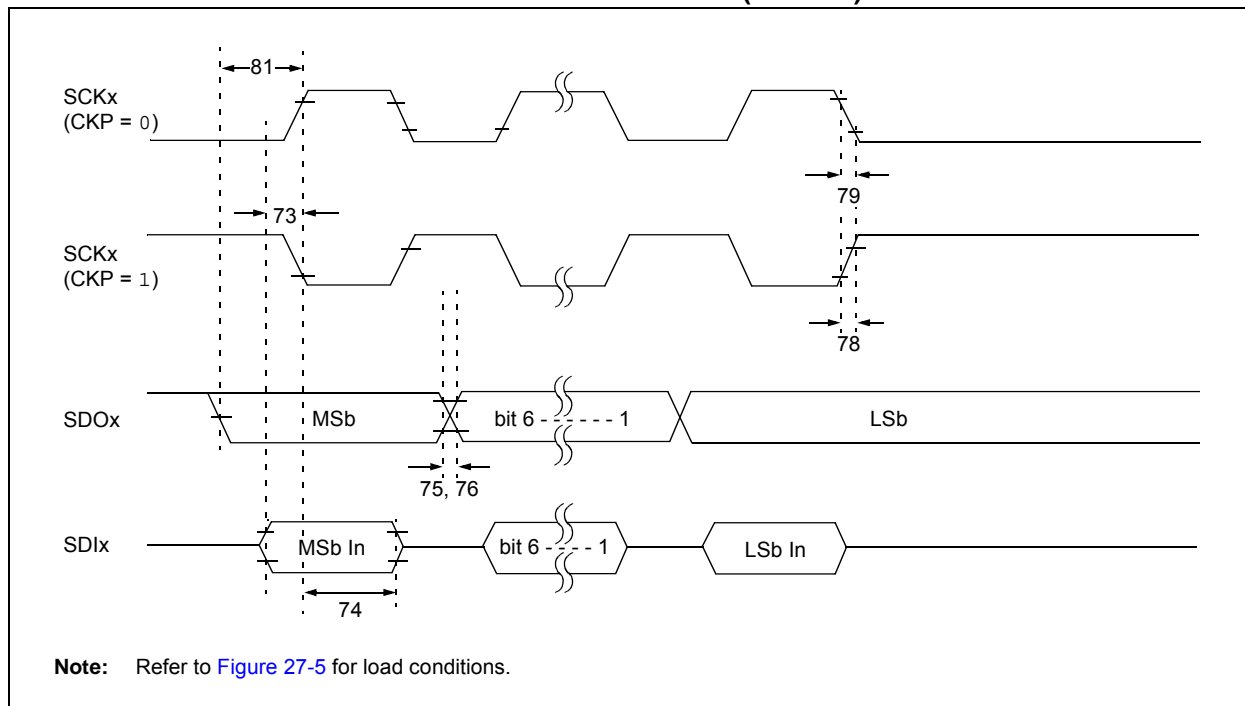 81
SCKx
(CKP = 0)
79
73
SCKx
(CKP = 1)
78
SDOx
MSb
bit 6 - - - - - - 1
LSb
75, 76
SDIx
MSb In
bit 6 - - - - - 1
LSb In
74
Note: Refer to Figure 27-5 for load conditions.